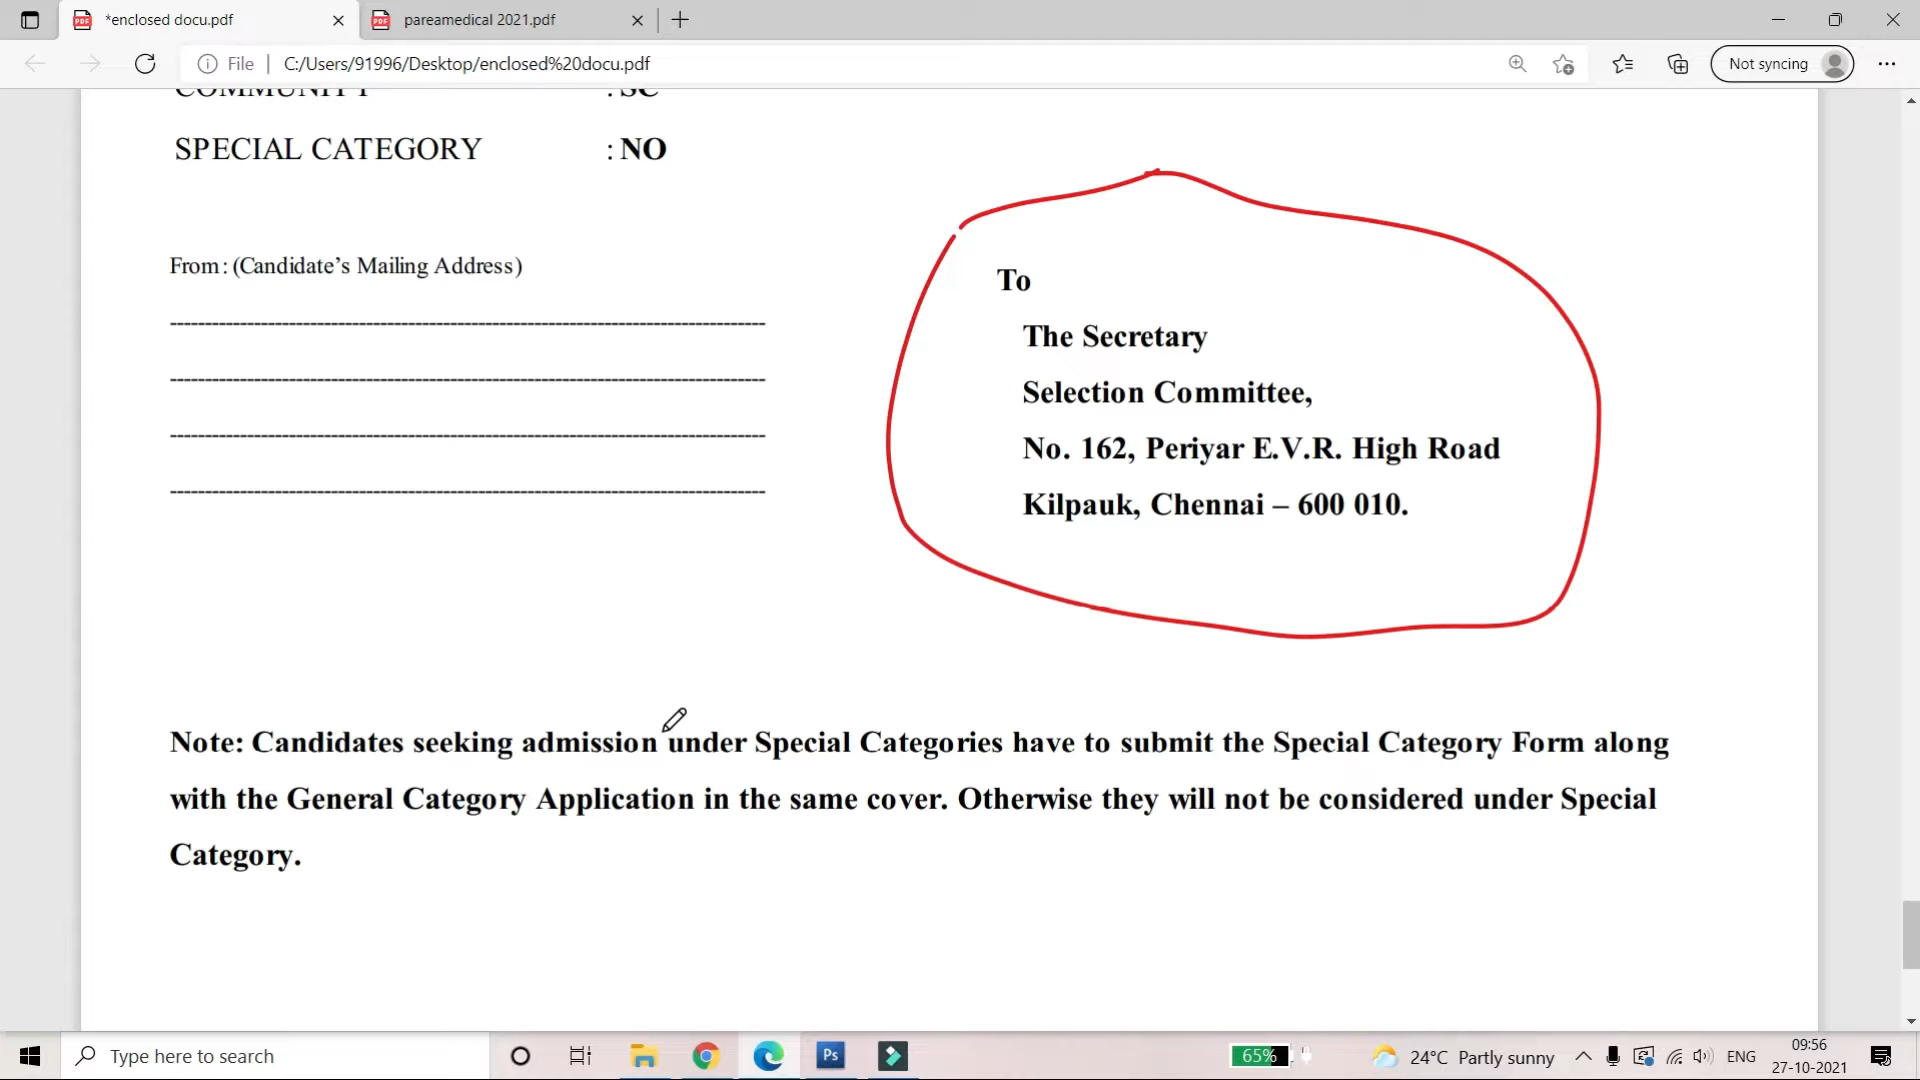 *enclosed docu.pdf
pareamedical 2021.pdf
File
C:/Users/91996/Desktop/enclosed%20docu.pdf
Not syncing
COMMUNITY : SC
SPECIAL CATEGORY : NO
From: (Candidate’s Mailing Address)
To
The Secretary
Selection Committee,
No. 162, Periyar E.V.R. High Road
Kilpauk, Chennai – 600 010.
Note: Candidates seeking admission under Special Categories have to submit the Special Category Form along
with the General Category Application in the same cover. Otherwise they will not be considered under Special
Category.
Type here to search
Ps
65%
24°C Partly sunny
ENG
09:56
27-10-2021